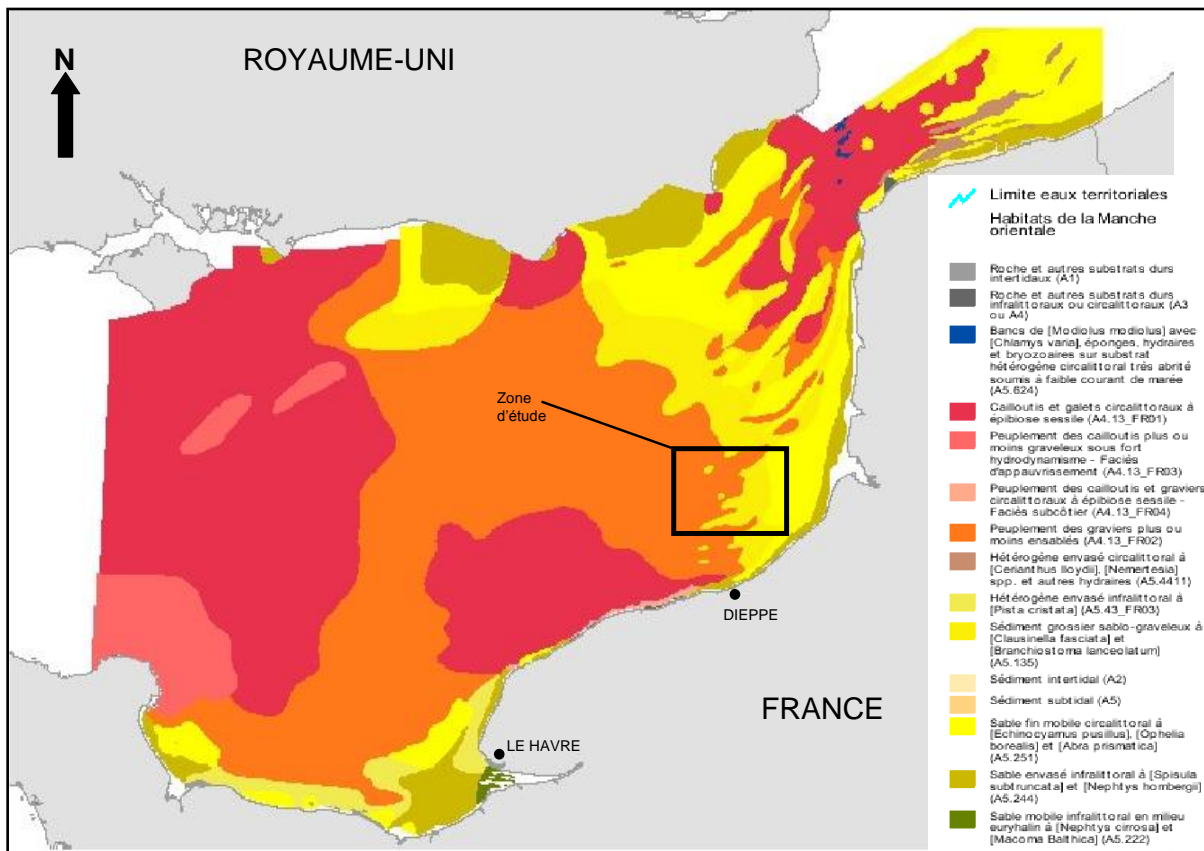 ROYAUME-UNI
N
Zone
d'étude
DIEPPE
FRANCE
LE HAVRE
Limite eaux territoriales
Habitats de la Manche
orientale
Roche et autres substrats durs
intertidaux (A1)
Roche et autres substrats durs
infralittoraux ou circalittoraux (A3
ou A4)
Bancs de [Modiolus modiolus] avec
[Chlamys varia], éponges, hydraires
et bryozoaires sur substrat
hétérogène circalittoral très abrité
soumis à faible courant de marée
(A5.624)
Cailloutis et galets circalittoraux à
épibiose sessile (A4.13_FR01)
Peuplement des cailloutis plus ou
moins graveleux sous fort
hydrodynamisme - Faciès
d'appauvrissement (A4.13_FR03)
Peuplement des cailloutis et graviers
circalittoraux à épibiose sessile -
Faciès subcôtier (A4.13_FR04)
Peuplement des graviers plus ou
moins ensablés (A4.13_FR02)
Hétérogène envasé circalittoral à
[Cerianthus lloydii], [Nemertesia]
spp. et autres hydraires (A5.4411)
Hétérogène envasé infralittoral à
[Pista cristata] (A5.43_FR03)
Sédiment grossier sablo-graveleux à
[Clausinella fasciata] et
[Branchiostoma lanceolatum]
(A5.135)
Sédiment intertidal (A2)
Sédiment subtidal (A5)
Sable fin mobile circalittoral à
[Echinocyamus pusillus], [Ophelia
borealis] et [Abra prismatica]
(A5.251)
Sable envasé infralittoral à [Spisula
subtruncata] et [Nephtys hombergii]
(A5.244)
Sable mobile infralittoral en milieu
euryhalin à [Nephtys cirrosa] et
[Macoma Balthica] (A5.222)